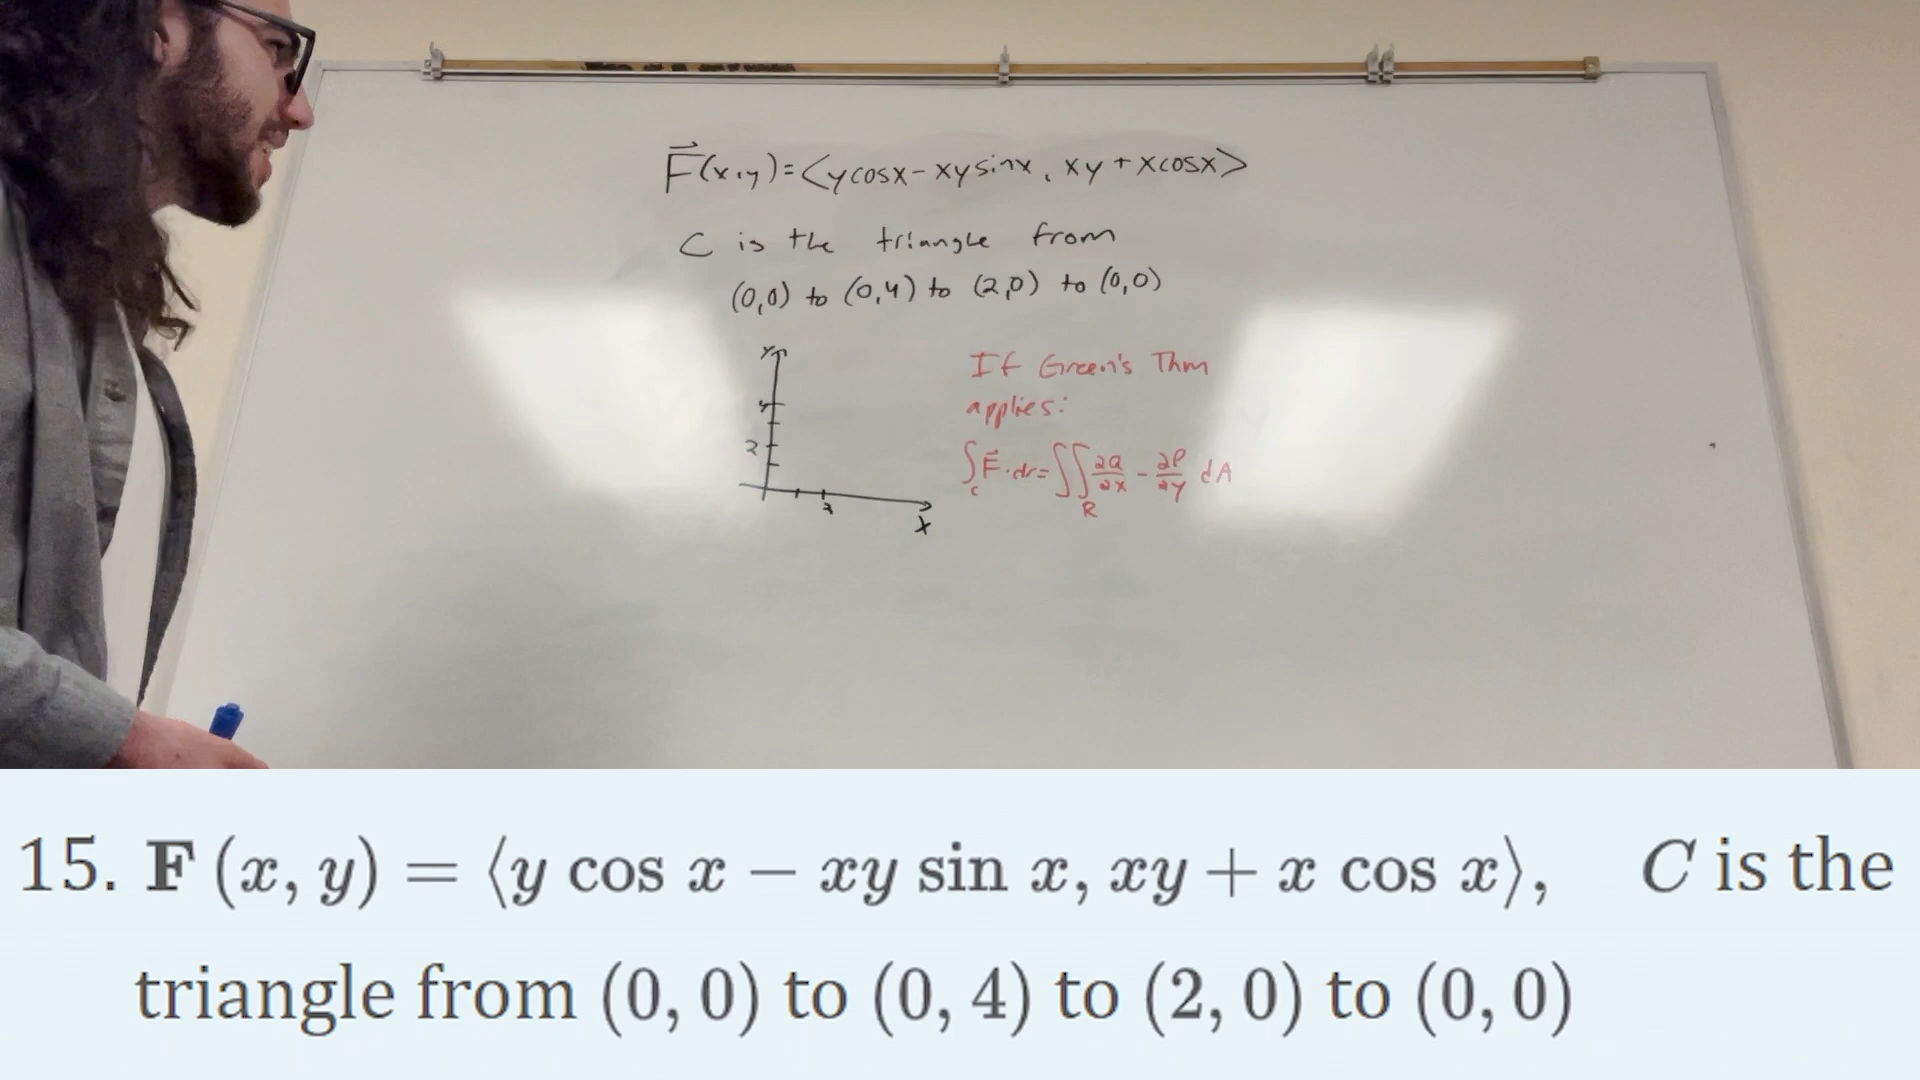 F⃗(x,y)=<ycosx-xysinx, xy+xcosx>
C is the triangle from
(0,0) to (0,4) to (2,0) to (0,0)
y
4
2
2
x
If Green's Thm
applies:
∫_C F⃗·dr=∬_R ∂Q/∂x - ∂P/∂y dA
15. F (x, y) = ⟨y cos x − xy sin x, xy + x cos x⟩, C is the
triangle from (0, 0) to (0, 4) to (2, 0) to (0, 0)